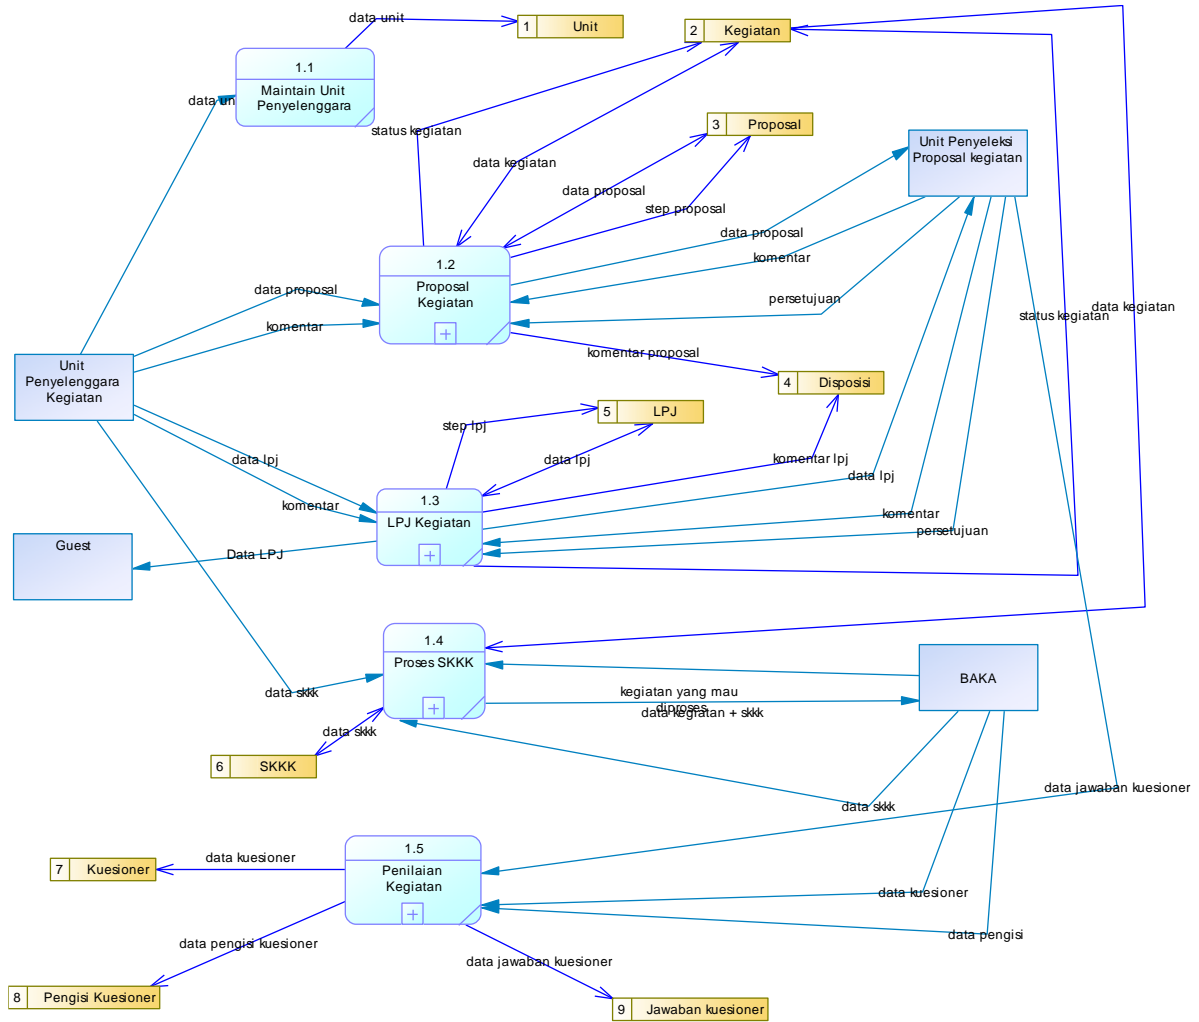 data unit
1 Unit
2 Kegiatan
1.1
Maintain Unit
Penyelenggara
data un
status kegiatan
3 Proposal
data kegiatan
Unit Penyeleksi
Proposal kegiatan
data proposal
step proposal
data proposal
1.2
Proposal
Kegiatan
komentar
data proposal
persetujuan
data kegiatan
status kegiatan
komentar
komentar proposal
Unit
Penyelenggara
Kegiatan
4 Disposisi
5 LPJ
step lpj
data lpj
data lpj
komentar lpj
data lpj
1.3
LPJ Kegiatan
komentar
komentar
persetujuan
Guest
Data LPJ
1.4
Proses SKKK
BAKA
data skkk
kegiatan yang mau
diproses
data kegiatan + skkk
data skkk
6 SKKK
data jawaban kuesioner
data skkk
1.5
Penilaian
Kegiatan
data kuesioner
7 Kuesioner
data kuesioner
data pengisi
data pengisi kuesioner
data jawaban kuesioner
8 Pengisi Kuesioner
9 Jawaban kuesioner